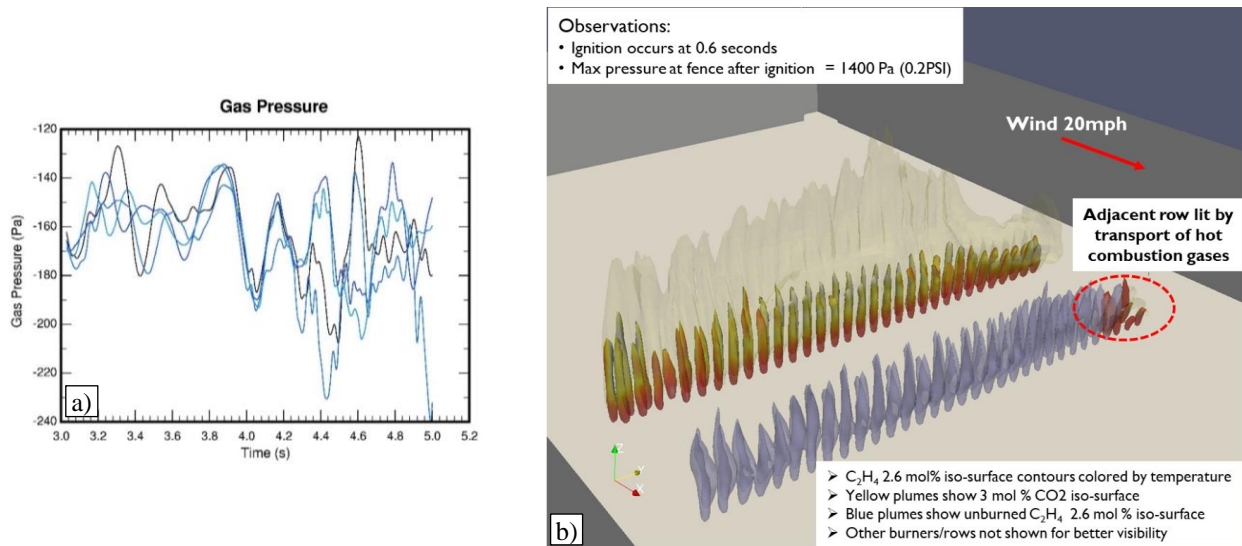 Gas Pressure
Gas Pressure (Pa)
-120
-140
-160
-180
-200
-220
-240
3.0 3.2 3.4 3.6 3.8 4.0 4.2 4.4 4.6 4.8 5.0 5.2
Time (s)
a)
Observations:
• Ignition occurs at 0.6 seconds
• Max pressure at fence after ignition = 1400 Pa (0.2PSI)
Wind 20mph
Adjacent row lit by
transport of hot
combustion gases
Z
Y
X
➢ C₂H₄ 2.6 mol% iso-surface contours colored by temperature
➢ Yellow plumes show 3 mol % CO2 iso-surface
➢ Blue plumes show unburned C₂H₄ 2.6 mol % iso-surface
➢ Other burners/rows not shown for better visibility
b)